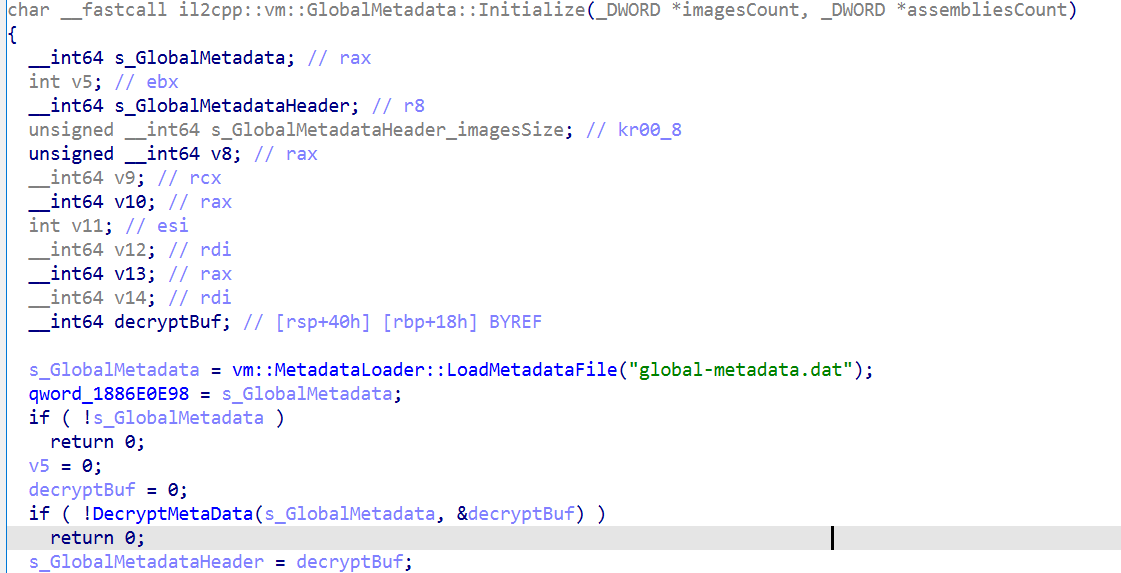 char __fastcall il2cpp::vm::GlobalMetadata::Initialize(_DWORD *imagesCount, _DWORD *assembliesCount)
{
  __int64 s_GlobalMetadata; // rax
  int v5; // ebx
  __int64 s_GlobalMetadataHeader; // r8
  unsigned __int64 s_GlobalMetadataHeader_imagesSize; // kr00_8
  unsigned __int64 v8; // rax
  __int64 v9; // rcx
  __int64 v10; // rax
  int v11; // esi
  __int64 v12; // rdi
  __int64 v13; // rax
  __int64 v14; // rdi
  __int64 decryptBuf; // [rsp+40h] [rbp+18h] BYREF
  s_GlobalMetadata = vm::MetadataLoader::LoadMetadataFile("global-metadata.dat");
  qword_1886E0E98 = s_GlobalMetadata;
  if ( !s_GlobalMetadata )
    return 0;
  v5 = 0;
  decryptBuf = 0;
  if ( !DecryptMetaData(s_GlobalMetadata, &decryptBuf) )
    return 0;
  s_GlobalMetadataHeader = decryptBuf;